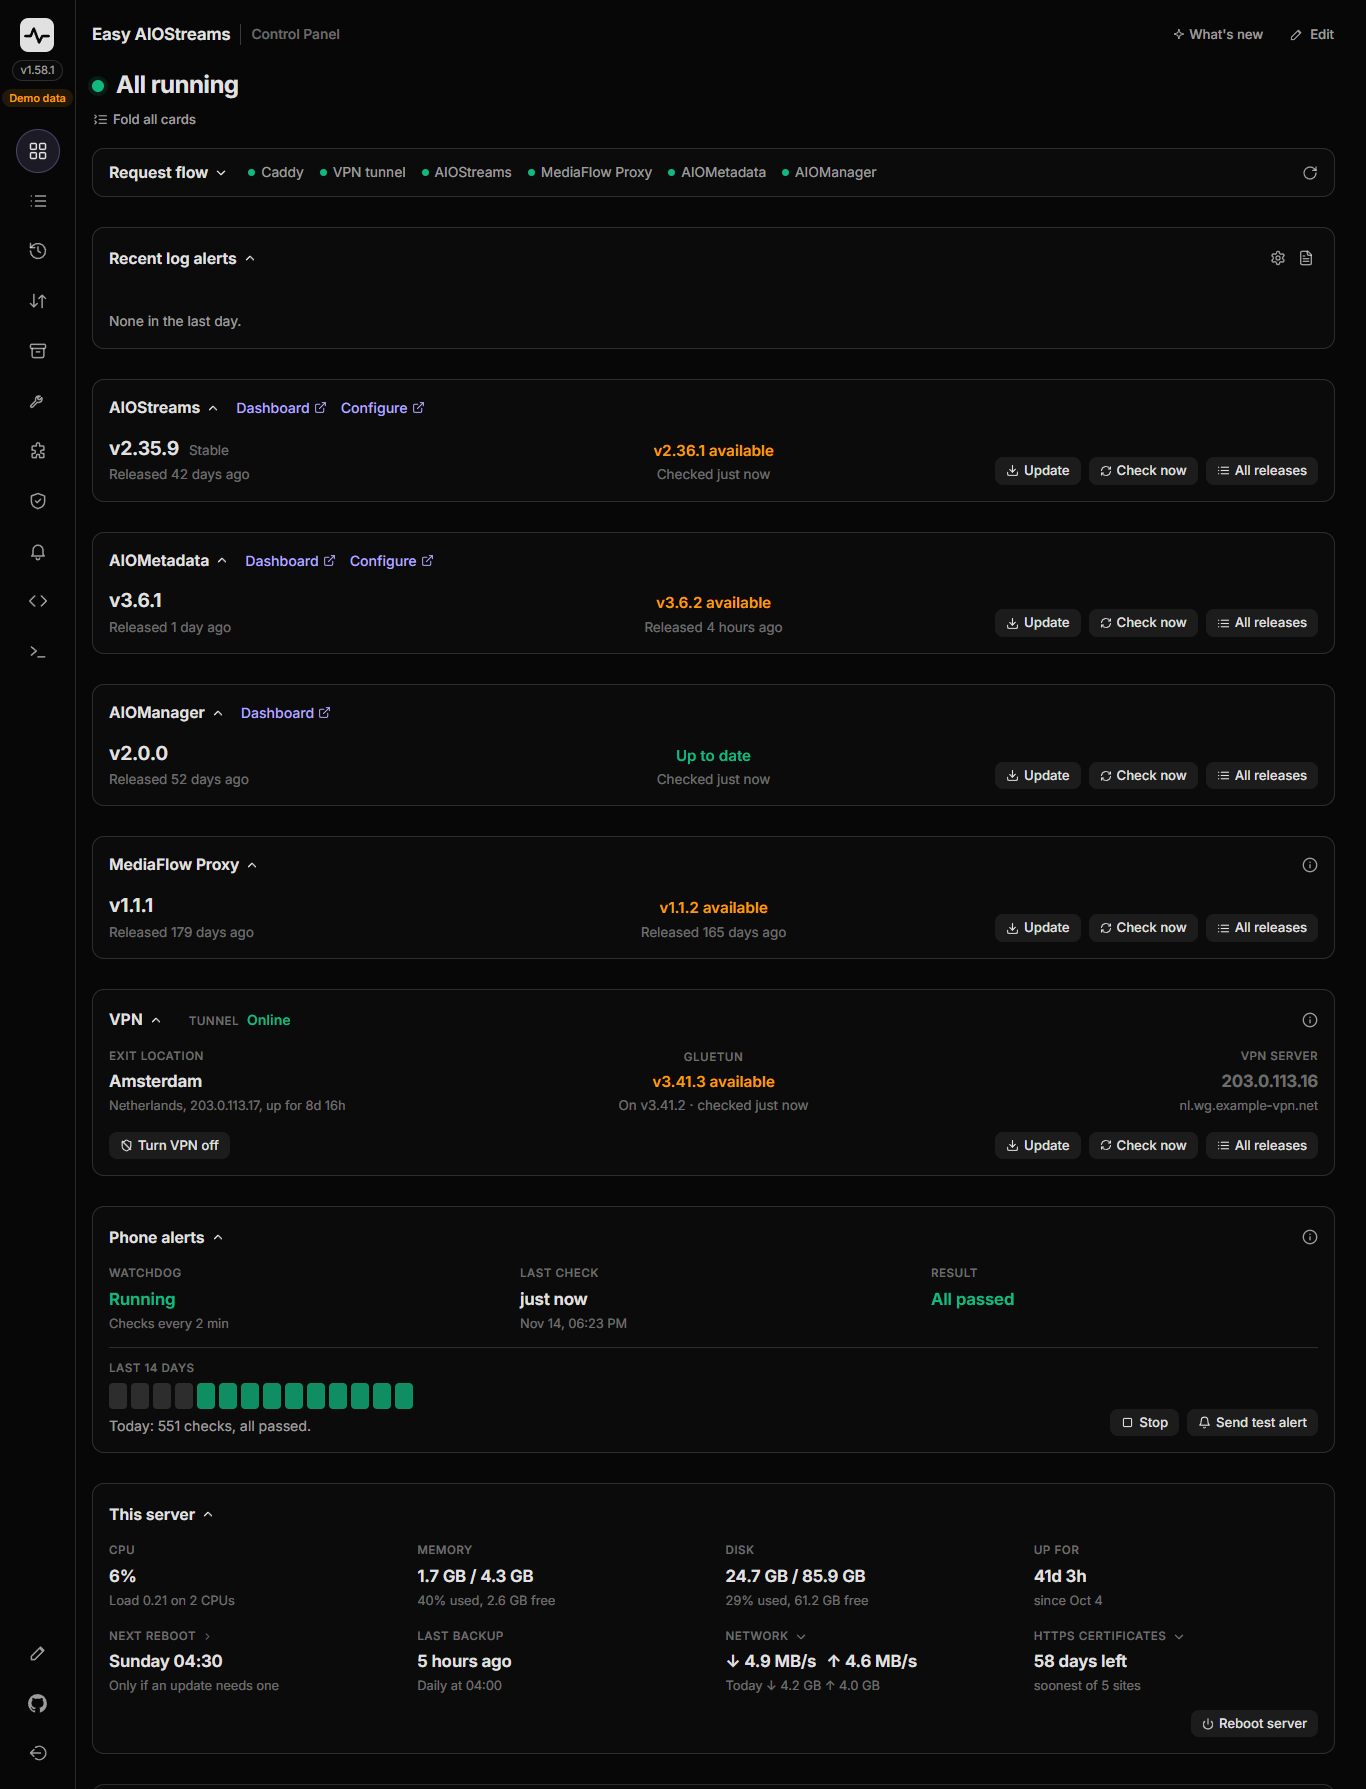 Easy AIOStreams Control Panel
What's new Edit
v1.58.1
Demo data
All running
Fold all cards
Request flow Caddy VPN tunnel AIOStreams MediaFlow Proxy AIOMetadata AIOManager
Recent log alerts
None in the last day.
AIOStreams Dashboard Configure
v2.35.9 Stable
v2.36.1 available
Released 42 days ago
Checked just now
Update Check now All releases
AIOMetadata Dashboard Configure
v3.6.1
v3.6.2 available
Released 1 day ago
Released 4 hours ago
Update Check now All releases
AIOManager Dashboard
v2.0.0
Up to date
Released 52 days ago
Checked just now
Update Check now All releases
MediaFlow Proxy
v1.1.1
v1.1.2 available
Released 179 days ago
Released 165 days ago
Update Check now All releases
VPN TUNNEL Online
EXIT LOCATION GLUETUN VPN SERVER
Amsterdam v3.41.3 available 203.0.113.16
Netherlands, 203.0.113.17, up for 8d 16h On v3.41.2 · checked just now nl.wg.example-vpn.net
Turn VPN off Update Check now All releases
Phone alerts
WATCHDOG LAST CHECK RESULT
Running just now All passed
Checks every 2 min Nov 14, 06:23 PM
LAST 14 DAYS
Today: 551 checks, all passed.
Stop Send test alert
This server
CPU MEMORY DISK UP FOR
6% 1.7 GB / 4.3 GB 24.7 GB / 85.9 GB 41d 3h
Load 0.21 on 2 CPUs 40% used, 2.6 GB free 29% used, 61.2 GB free since Oct 4
NEXT REBOOT LAST BACKUP NETWORK HTTPS CERTIFICATES
Sunday 04:30 5 hours ago ↓ 4.9 MB/s ↑ 4.6 MB/s 58 days left
Only if an update needs one Daily at 04:00 Today ↓ 4.2 GB ↑ 4.0 GB soonest of 5 sites
Reboot server